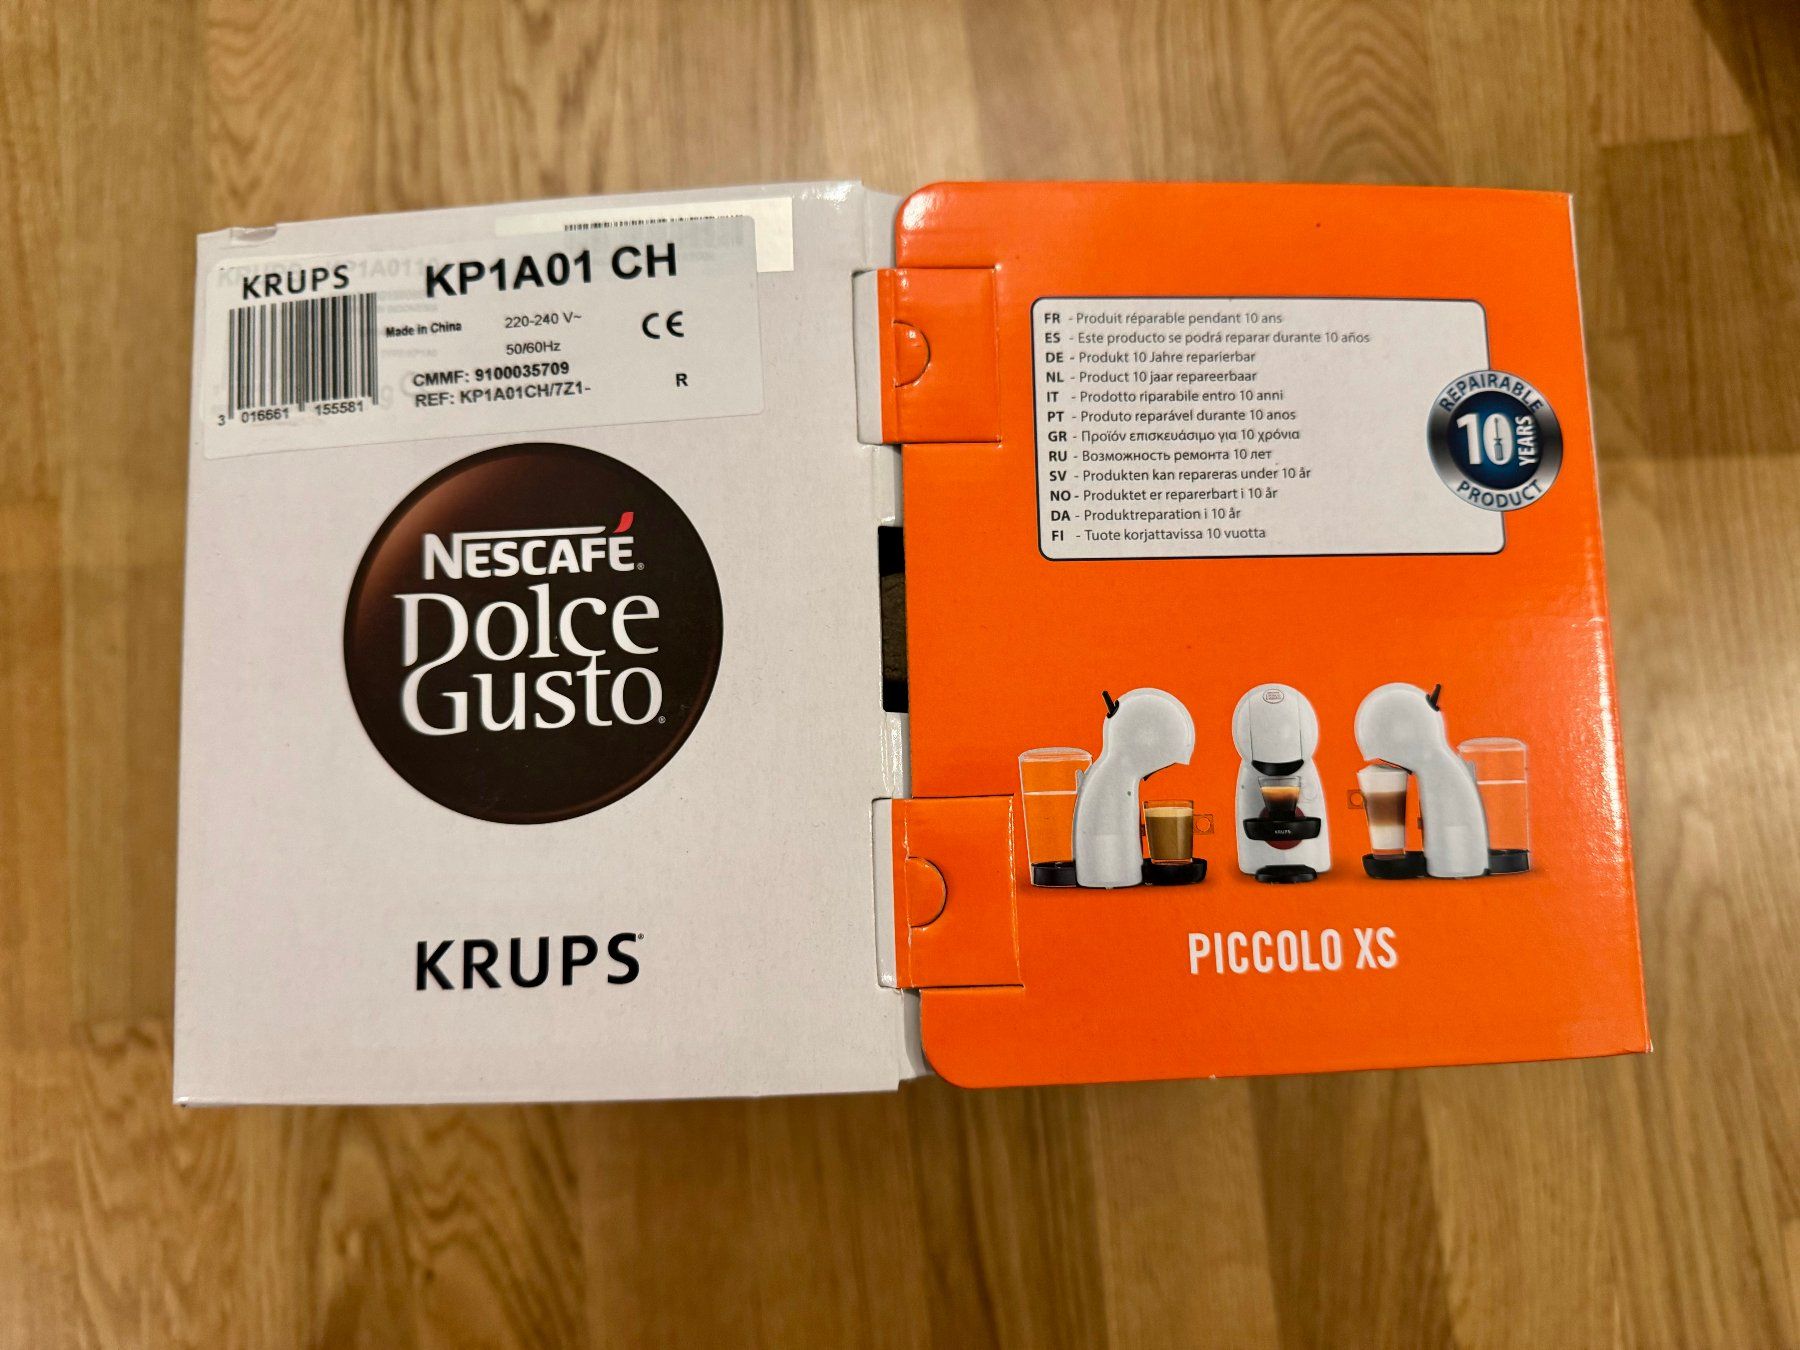 KRUPS
KP1A01 CH
Made in China
220-240 V~
50/60Hz
CE
CMMF: 9100035709
REF: KP1A01CH/7Z1-
R
3 016661 155581
NESCAFÉ®
Dolce
Gusto®
KRUPS®
FR - Produit réparable pendant 10 ans
ES - Este producto se podrá reparar durante 10 años
DE - Produkt 10 Jahre reparierbar
NL - Product 10 jaar repareerbaar
IT - Prodotto riparabile entro 10 anni
PT - Produto reparável durante 10 anos
GR - Προϊόν επισκευάσιμο για 10 χρόνια
RU - Возможность ремонта 10 лет
SV - Produkten kan repareras under 10 år
NO - Produktet er reparerbart i 10 år
DA - Produktreparation i 10 år
FI - Tuote korjattavissa 10 vuotta
REPAIRABLE
10 YEARS
PRODUCT
KRUPS
PICCOLO XS